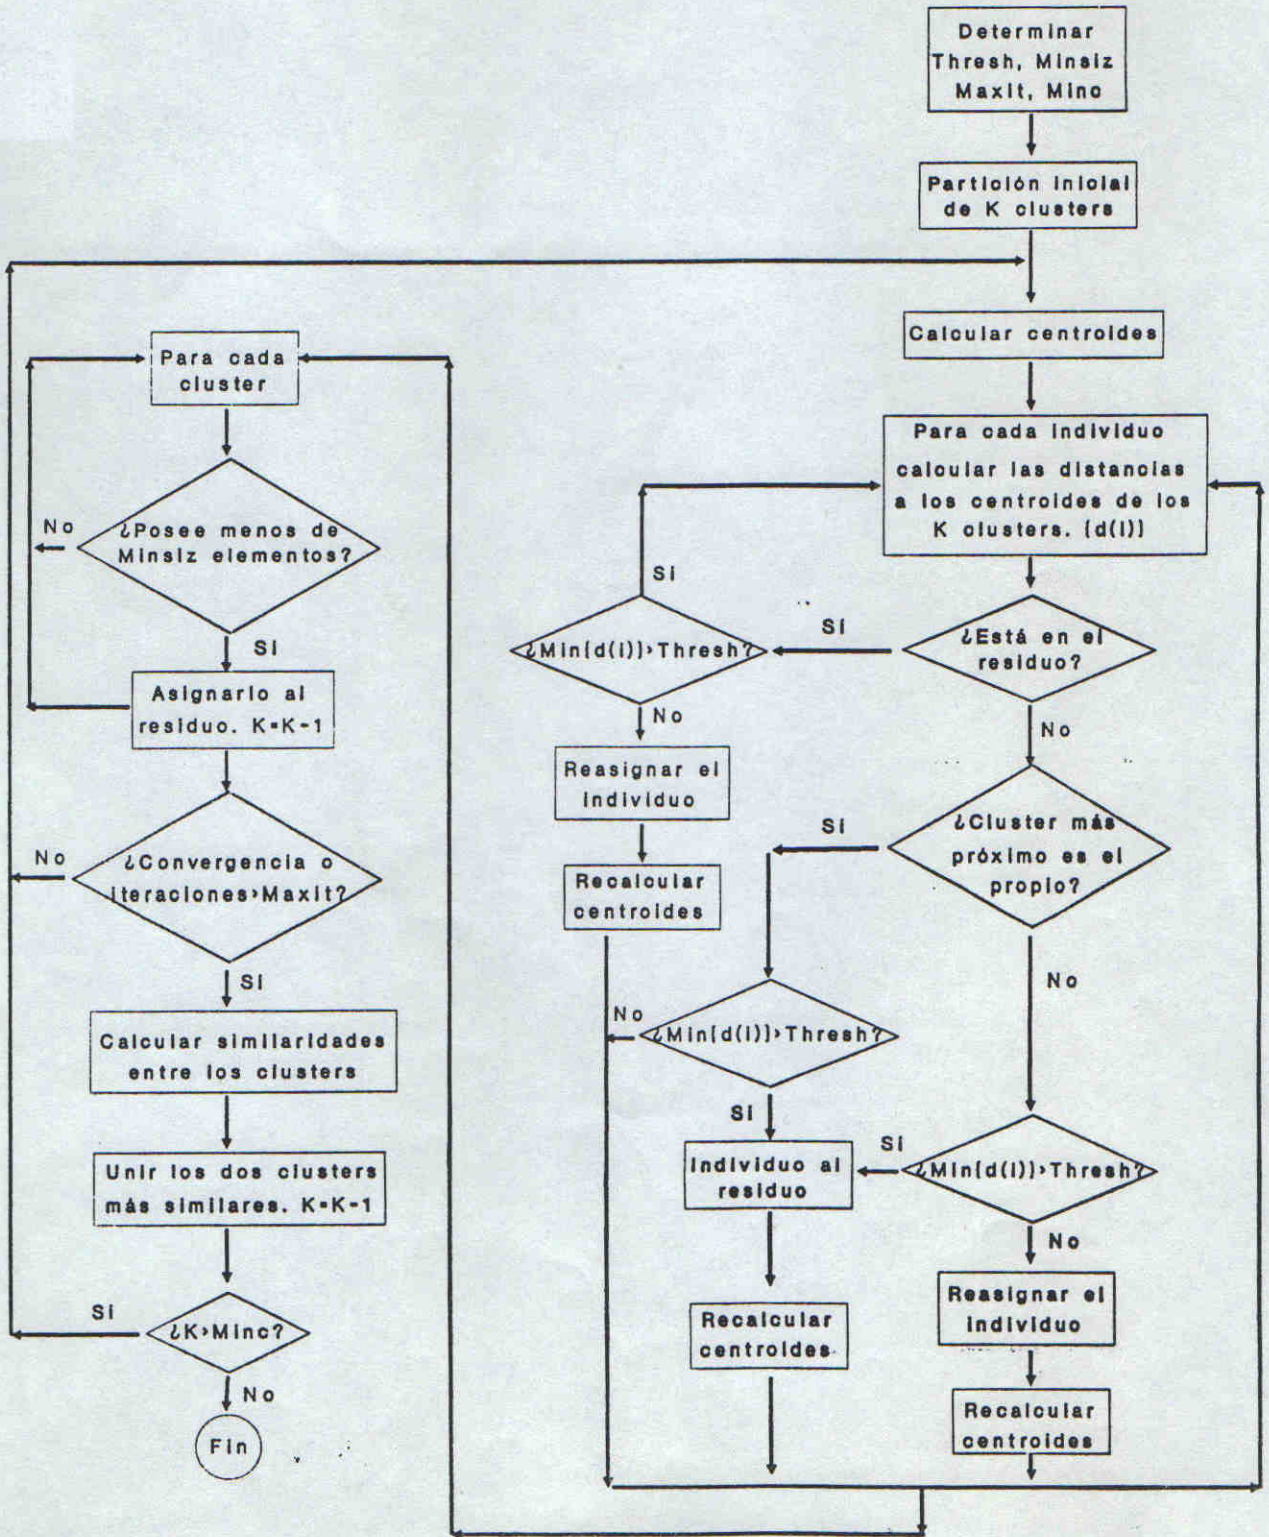 Determinar
Thresh, Minsiz
Maxit, Minc
Partición inicial
de K clusters
Calcular centroides
Para cada individuo
calcular las distancias
a los centroides de los
K clusters. {d(i)}
¿Está en el
residuo?
Si
No
¿Min{d(i)}>Thresh?
Si
No
Reasignar el
individuo
Recalcular
centroides
¿Cluster más
próximo es el
propio?
Si
No
¿Min{d(i)}>Thresh?
No
Si
Individuo al
residuo
Recalcular
centroides
¿Min{d(i)}>Thresh?
Si
No
Reasignar el
individuo
Recalcular
centroides
Para cada
cluster
¿Posee menos de
Minsiz elementos?
No
Si
Asignarlo al
residuo. K=K-1
¿Convergencia o
iteraciones>Maxit?
No
Si
Calcular similaridades
entre los clusters
Unir los dos clusters
más similares. K=K-1
¿K>Minc?
Si
No
Fin